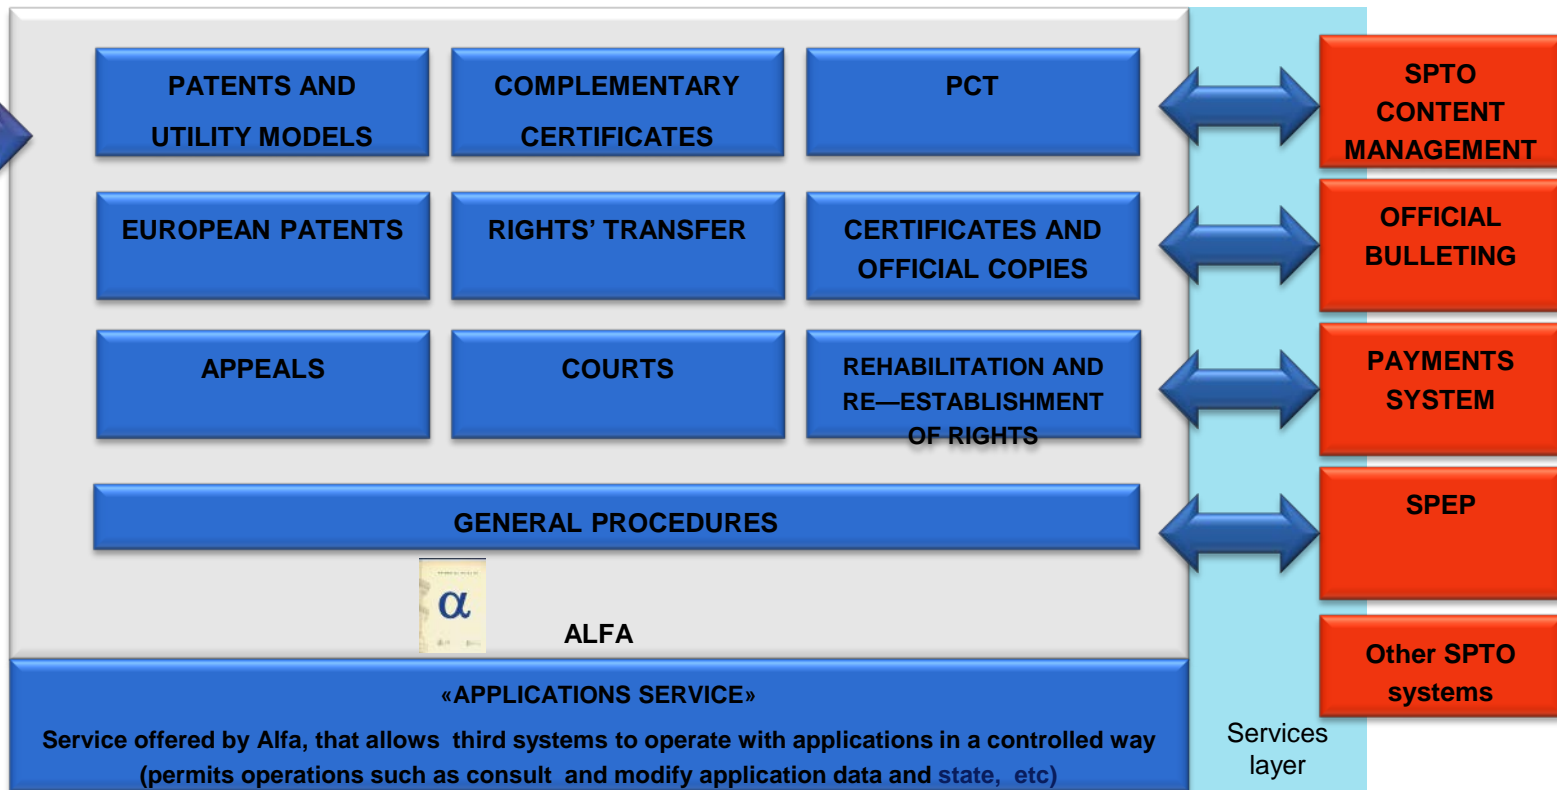 PATENTS AND
UTILITY MODELS
COMPLEMENTARY
CERTIFICATES
PCT
SPTO
CONTENT
MANAGEMENT
EUROPEAN PATENTS
RIGHTS’ TRANSFER
CERTIFICATES AND
OFFICIAL COPIES
OFFICIAL
BULLETING
APPEALS
COURTS
REHABILITATION AND
RE—ESTABLISHMENT
OF RIGHTS
PAYMENTS
SYSTEM
GENERAL PROCEDURES
SPEP
α
ALFA
Other SPTO
systems
«APPLICATIONS SERVICE»
Service offered by Alfa, that allows third systems to operate with applications in a controlled way
(permits operations such as consult and modify application data and state, etc)
Services
layer